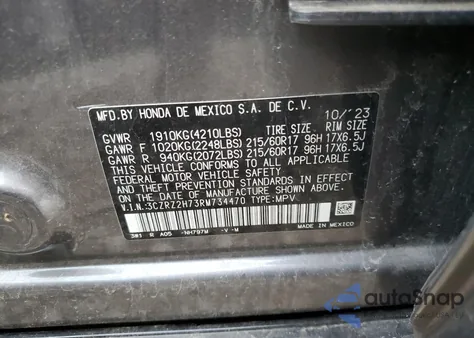 MFD.BY HONDA DE MEXICO S.A. DE C.V. 10/'23
GVWR 1910KG(4210LBS) TIRE SIZE RIM SIZE
GAWR F 1020KG(2248LBS) 215/60R17 96H 17X6.5J
GAWR R 940KG(2072LBS) 215/60R17 96H 17X6.5J
THIS VEHICLE CONFORMS TO ALL APPLICABLE
FEDERAL MOTOR VEHICLE SAFETY
STANDARDS IN EFFECT ON THE
DATE OF MANUFACTURE SHOWN ABOVE.
V.I.N.:3CZRZ2H73RM734470 TYPE:MPV
MADE IN MEXICO
autoSnap